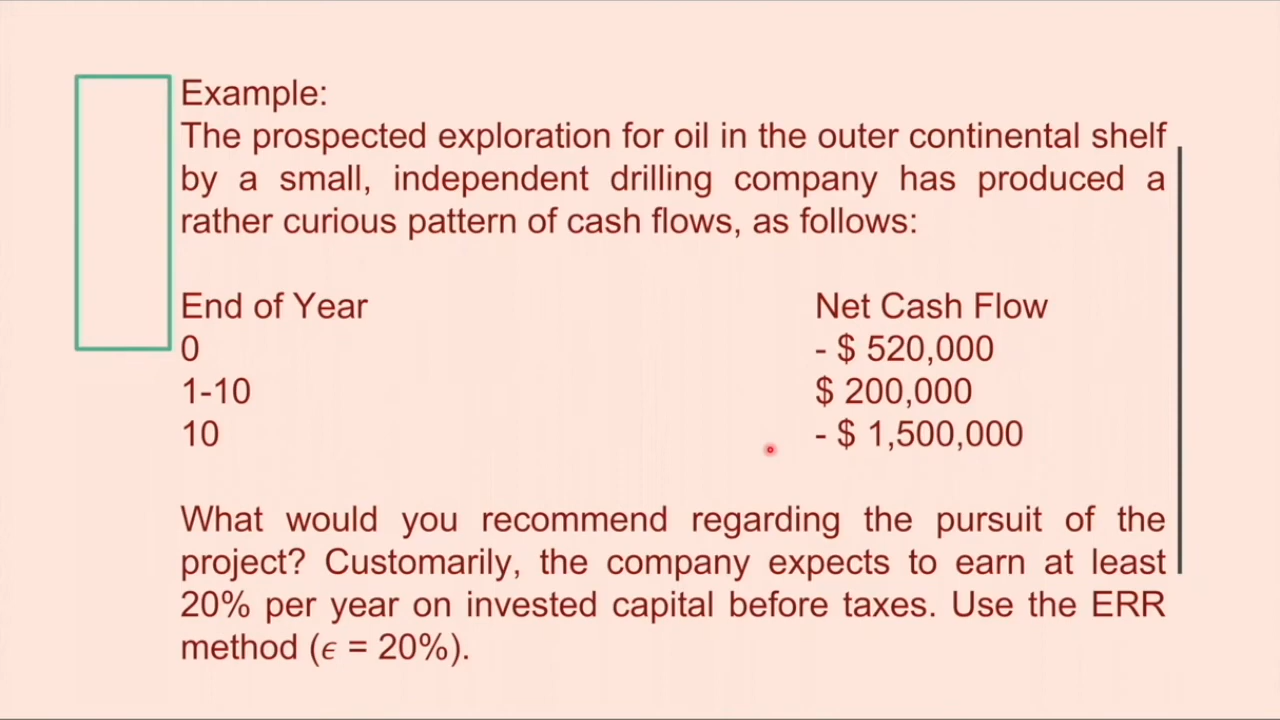 Example:
The prospected exploration for oil in the outer continental shelf
by a small, independent drilling company has produced a
rather curious pattern of cash flows, as follows:
End of Year Net Cash Flow
0 - $ 520,000
1-10 $ 200,000
10 - $ 1,500,000
What would you recommend regarding the pursuit of the
project? Customarily, the company expects to earn at least
20% per year on invested capital before taxes. Use the ERR
method (ϵ = 20%).